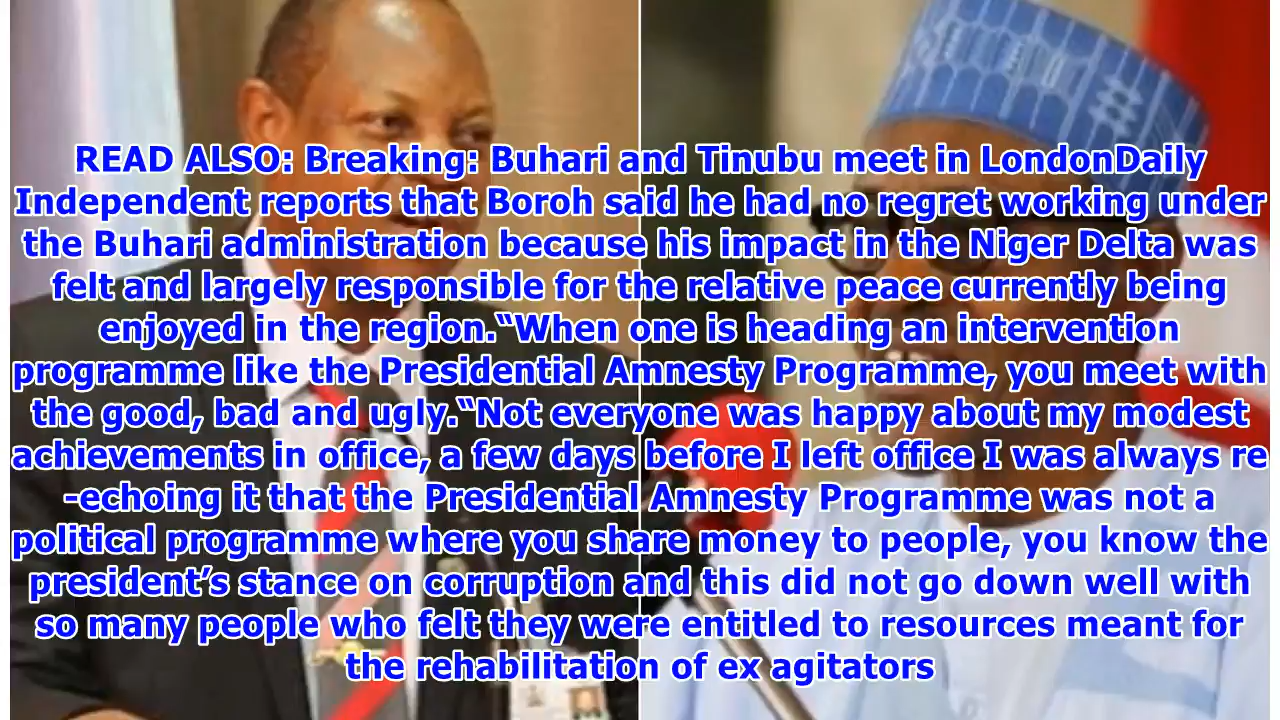 READ ALSO: Breaking: Buhari and Tinubu meet in LondonDaily
Independent reports that Boroh said he had no regret working under
the Buhari administration because his impact in the Niger Delta was
felt and largely responsible for the relative peace currently being
enjoyed in the region.“When one is heading an intervention
programme like the Presidential Amnesty Programme, you meet with
the good, bad and ugly.“Not everyone was happy about my modest
achievements in office, a few days before I left office I was always re
-echoing it that the Presidential Amnesty Programme was not a
political programme where you share money to people, you know the
president’s stance on corruption and this did not go down well with
so many people who felt they were entitled to resources meant for
the rehabilitation of ex agitators